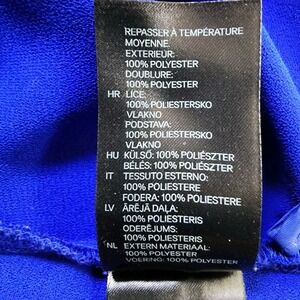 REPASSER À TEMPÉRATURE
MOYENNE.
EXTERIEUR:
100% POLYESTER
DOUBLURE:
100% POLYESTER
HR LICE:
100% POLIESTERSKO
VLAKNO
PODSTAVA:
100% POLIESTERSKO
VLAKNO
HU KÜLSŐ: 100% POLIÉSZTER
BÉLÉS: 100% POLIÉSZTER
IT TESSUTO ESTERNO:
100% POLIESTERE
FODERA: 100% POLIESTERE
LV ĀRĒJĀ DAĻA:
100% POLIESTERIS
ODERĒJUMS:
100% POLIESTERIS
NL EXTERN MATERIAAL:
100% POLYESTER
VOERING: 100% POLYESTER